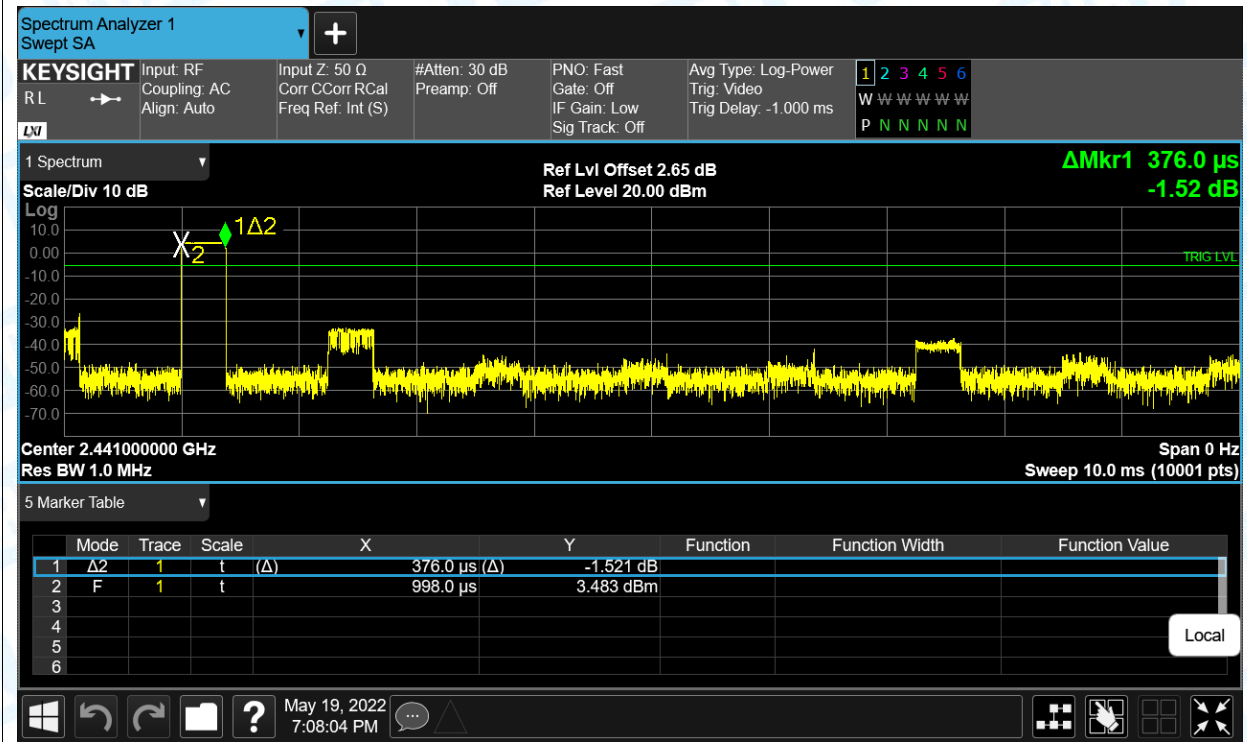 Spectrum Analyzer 1
Swept SA
+
KEYSIGHT
R L
LXI
Input: RF
Coupling: AC
Align: Auto
Input Z: 50 Ω
Corr CCorr RCal
Freq Ref: Int (S)
#Atten: 30 dB
Preamp: Off
PNO: Fast
Gate: Off
IF Gain: Low
Sig Track: Off
Avg Type: Log-Power
Trig: Video
Trig Delay: -1.000 ms
1 2 3 4 5 6
W W W W W W
P N N N N N
1 Spectrum
Scale/Div 10 dB
Ref Lvl Offset 2.65 dB
Ref Level 20.00 dBm
ΔMkr1 376.0 µs
-1.52 dB
Log
10.0
0.00
-10.0
-20.0
-30.0
-40.0
-50.0
-60.0
-70.0
1Δ2
2
TRIG LVL
Center 2.441000000 GHz
Res BW 1.0 MHz
Span 0 Hz
Sweep 10.0 ms (10001 pts)
5 Marker Table
Mode Trace Scale X Y Function Function Width Function Value
1 Δ2 1 t (Δ) 376.0 µs (Δ) -1.521 dB
2 F 1 t 998.0 µs 3.483 dBm
3
4
5
6
Local
?
May 19, 2022
7:08:04 PM